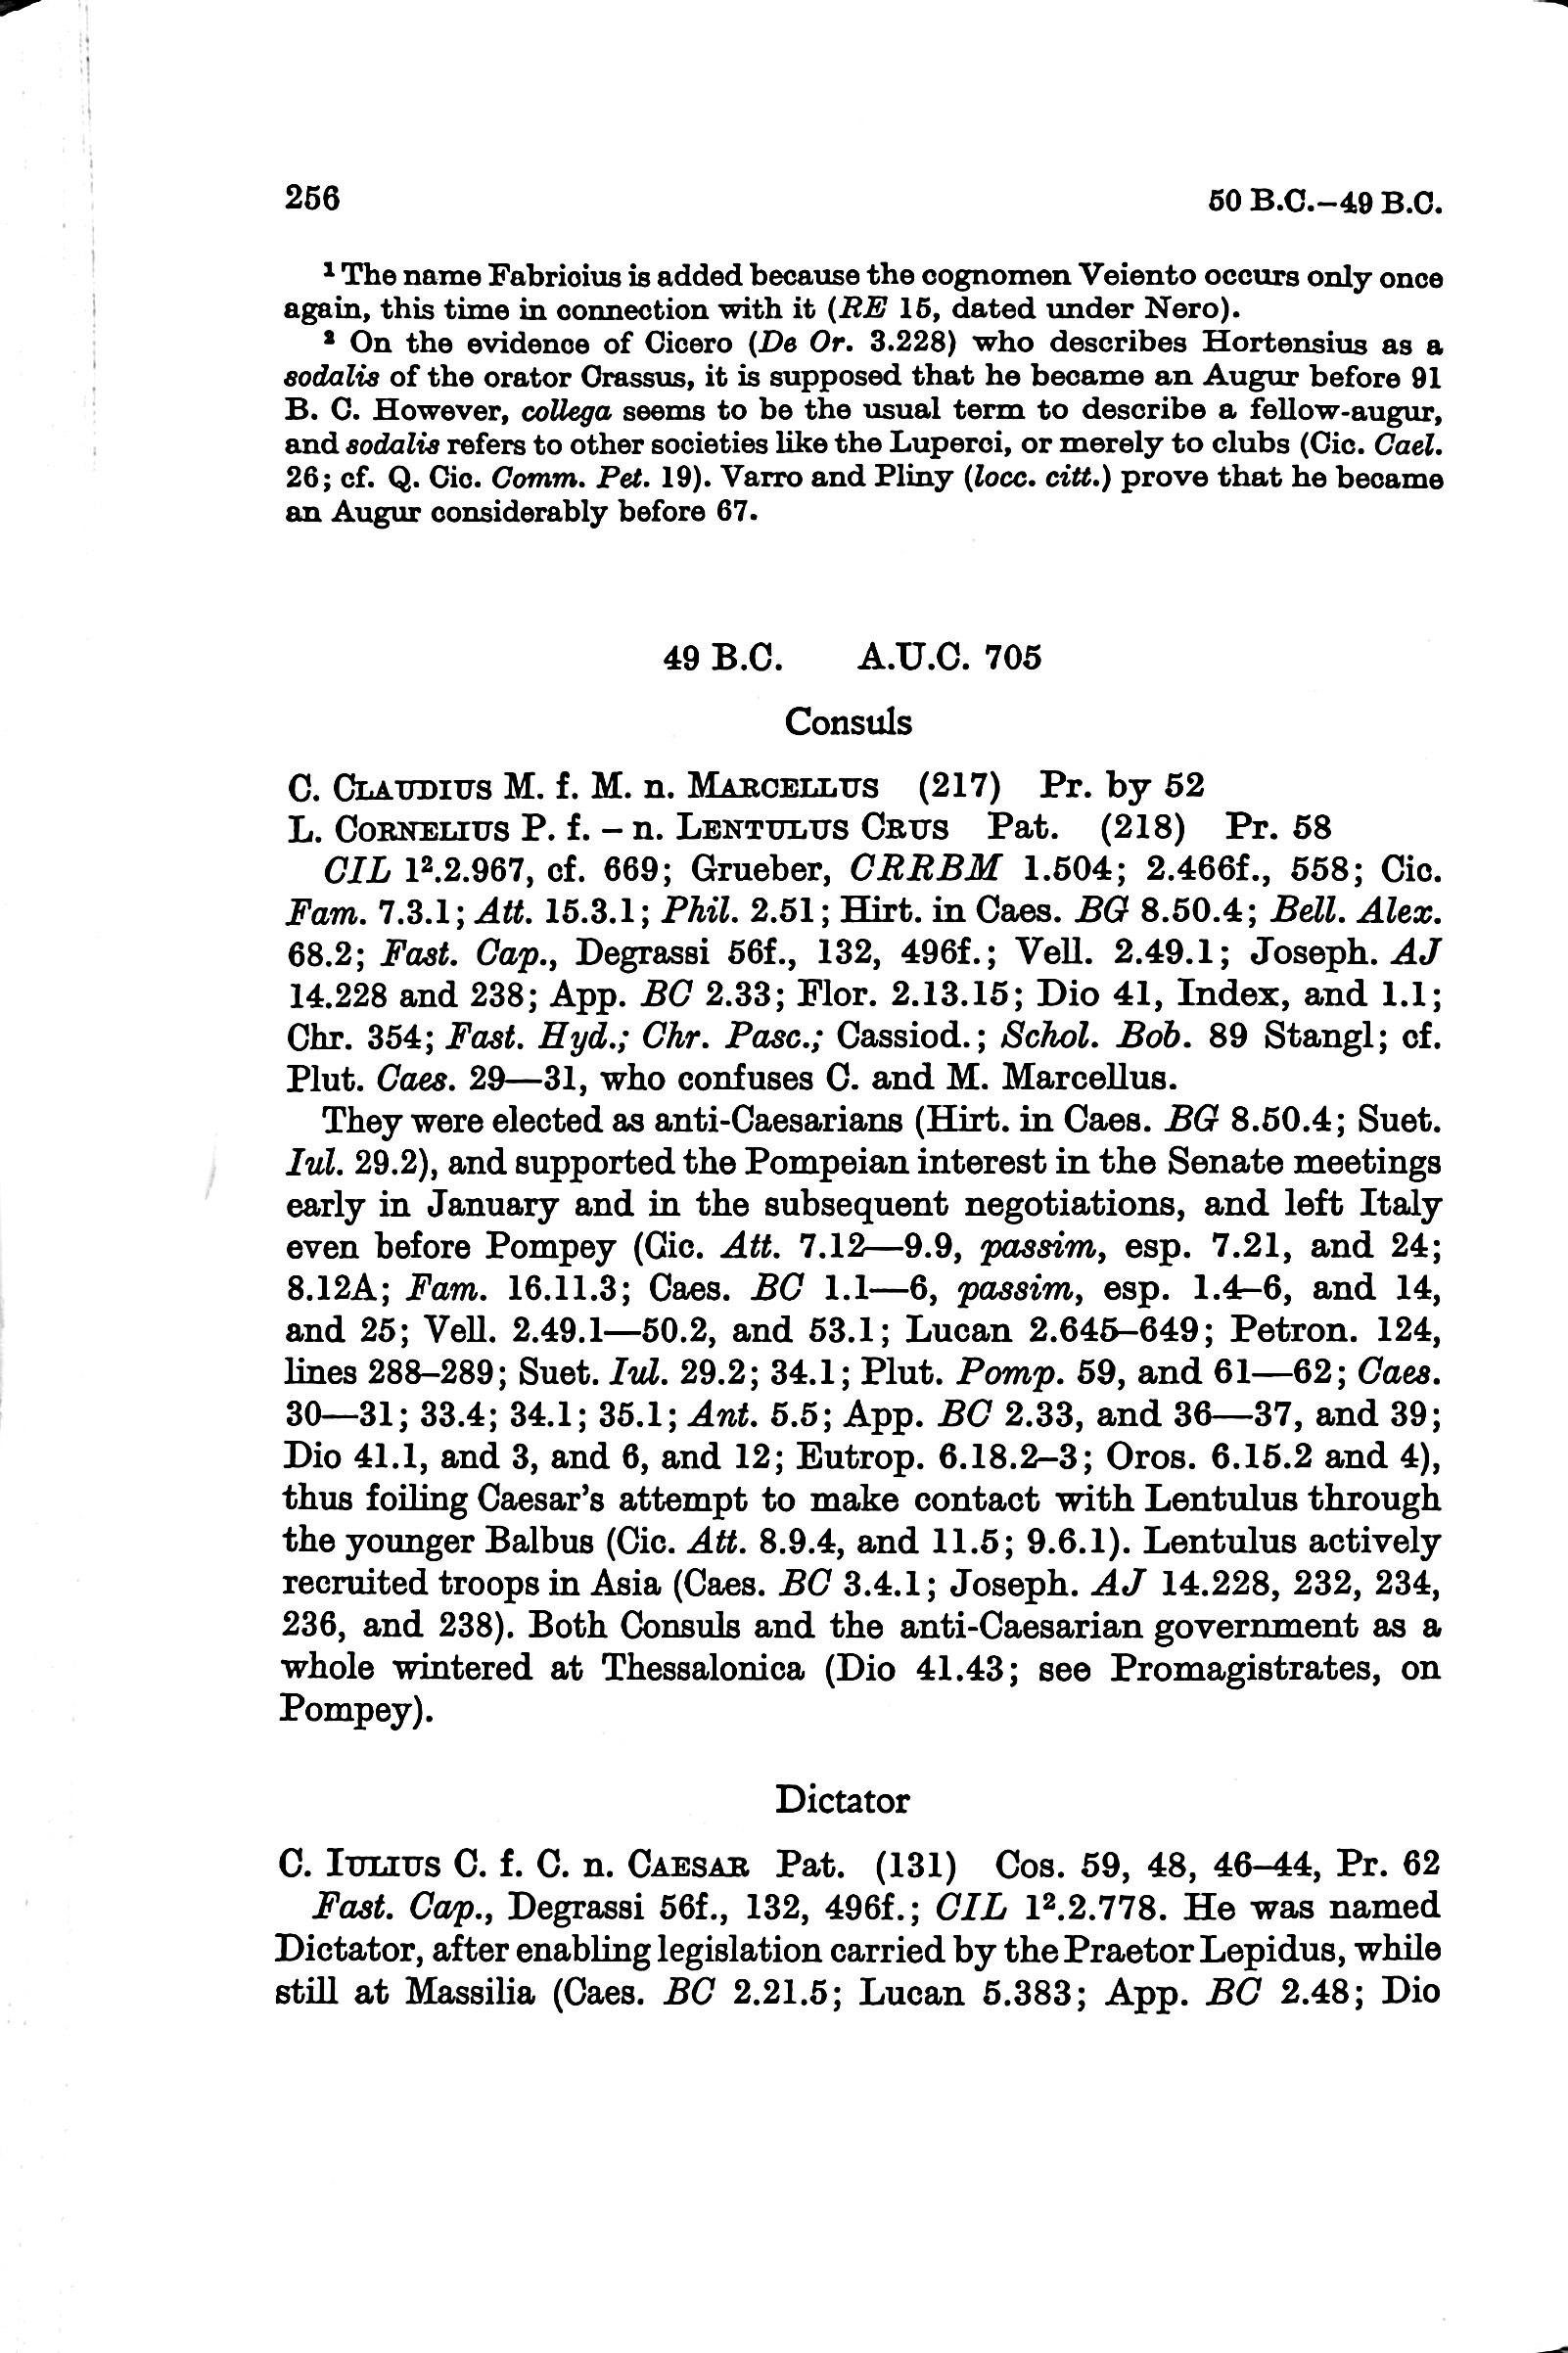 256 50 B.C.–49 B.C.
¹ The name Fabricius is added because the cognomen Veiento occurs only once
again, this time in connection with it (RE 15, dated under Nero).
² On the evidence of Cicero (De Or. 3.228) who describes Hortensius as a
sodalis of the orator Crassus, it is supposed that he became an Augur before 91
B. C. However, collega seems to be the usual term to describe a fellow-augur,
and sodalis refers to other societies like the Luperci, or merely to clubs (Cic. Cael.
26; cf. Q. Cic. Comm. Pet. 19). Varro and Pliny (locc. citt.) prove that he became
an Augur considerably before 67.
49 B.C. A.U.C. 705
Consuls
C. CLAUDIUS M. f. M. n. MARCELLUS (217) Pr. by 52
L. CORNELIUS P. f. – n. LENTULUS CRUS Pat. (218) Pr. 58
CIL 1².2.967, cf. 669; Grueber, CRRBM 1.504; 2.466f., 558; Cic.
Fam. 7.3.1; Att. 15.3.1; Phil. 2.51; Hirt. in Caes. BG 8.50.4; Bell. Alex.
68.2; Fast. Cap., Degrassi 56f., 132, 496f.; Vell. 2.49.1; Joseph. AJ
14.228 and 238; App. BC 2.33; Flor. 2.13.15; Dio 41, Index, and 1.1;
Chr. 354; Fast. Hyd.; Chr. Pasc.; Cassiod.; Schol. Bob. 89 Stangl; cf.
Plut. Caes. 29—31, who confuses C. and M. Marcellus.
They were elected as anti-Caesarians (Hirt. in Caes. BG 8.50.4; Suet.
Iul. 29.2), and supported the Pompeian interest in the Senate meetings
early in January and in the subsequent negotiations, and left Italy
even before Pompey (Cic. Att. 7.12—9.9, passim, esp. 7.21, and 24;
8.12A; Fam. 16.11.3; Caes. BC 1.1—6, passim, esp. 1.4–6, and 14,
and 25; Vell. 2.49.1—50.2, and 53.1; Lucan 2.645–649; Petron. 124,
lines 288–289; Suet. Iul. 29.2; 34.1; Plut. Pomp. 59, and 61—62; Caes.
30—31; 33.4; 34.1; 35.1; Ant. 5.5; App. BC 2.33, and 36—37, and 39;
Dio 41.1, and 3, and 6, and 12; Eutrop. 6.18.2–3; Oros. 6.15.2 and 4),
thus foiling Caesar's attempt to make contact with Lentulus through
the younger Balbus (Cic. Att. 8.9.4, and 11.5; 9.6.1). Lentulus actively
recruited troops in Asia (Caes. BC 3.4.1; Joseph. AJ 14.228, 232, 234,
236, and 238). Both Consuls and the anti-Caesarian government as a
whole wintered at Thessalonica (Dio 41.43; see Promagistrates, on
Pompey).
Dictator
C. IULIUS C. f. C. n. CAESAR Pat. (131) Cos. 59, 48, 46–44, Pr. 62
Fast. Cap., Degrassi 56f., 132, 496f.; CIL 1².2.778. He was named
Dictator, after enabling legislation carried by the Praetor Lepidus, while
still at Massilia (Caes. BC 2.21.5; Lucan 5.383; App. BC 2.48; Dio